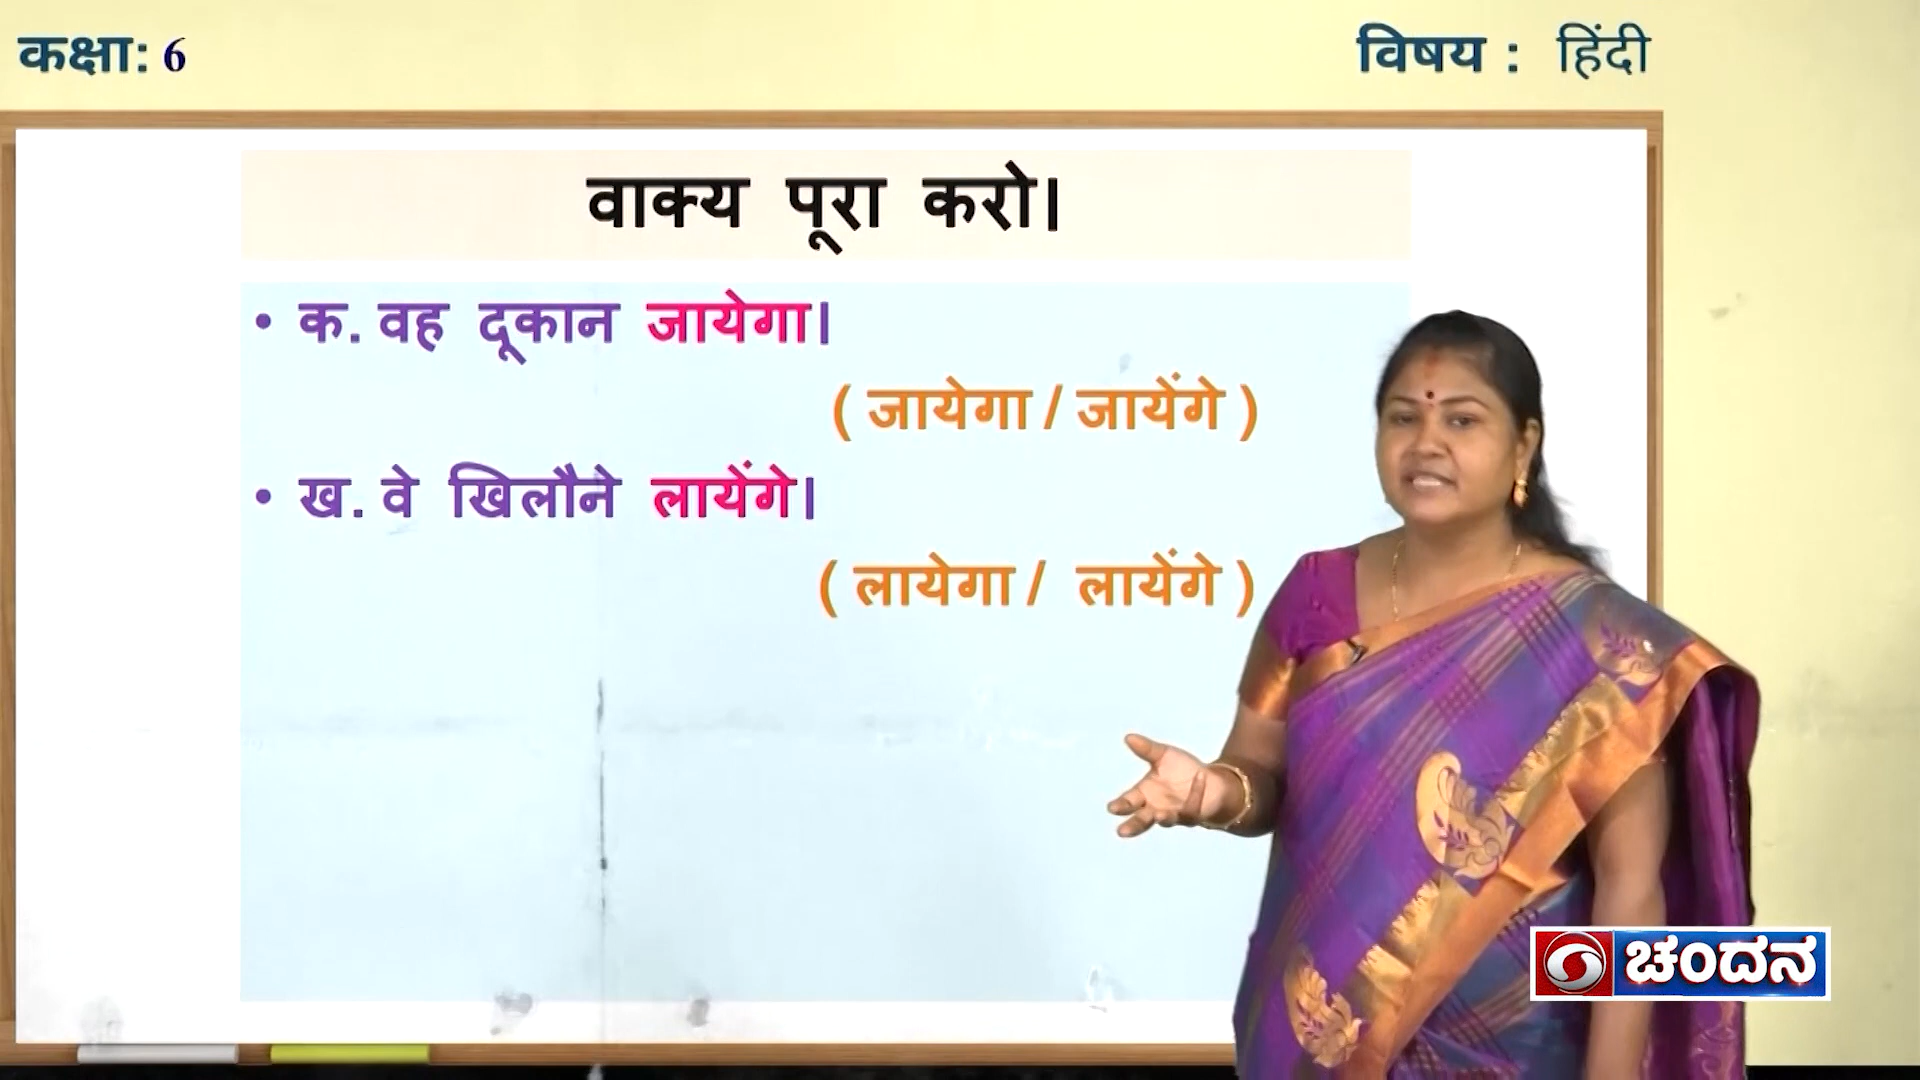 कक्षा: 6
विषय : हिंदी
वाक्य पूरा करो।
• क. वह दूकान जायेगा।
( जायेगा / जायेंगे )
• ख. वे खिलौने लायेंगे।
( लायेगा / लायेंगे )
ಚಂದನ